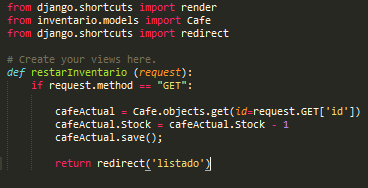 from django.shortcuts import render
from inventario.models import Cafe
from django.shortcuts import redirect
# Create your views here.
def restarInventario (request):
if request.method == "GET":
cafeActual = Cafe.objects.get(id=request.GET['id'])
cafeActual.Stock = cafeActual.Stock - 1
cafeActual.save();
return redirect('listado')